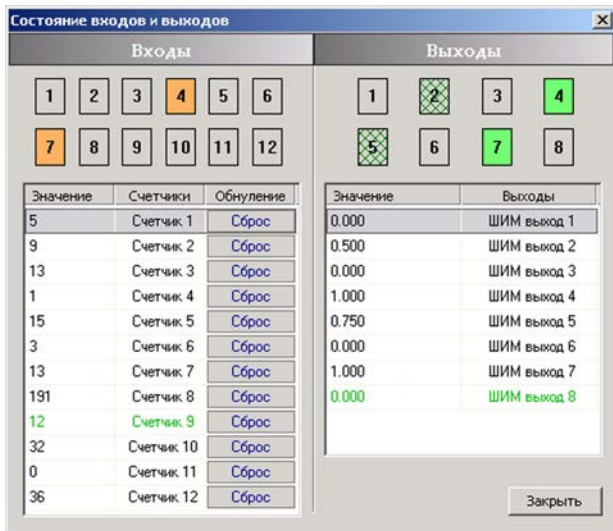 Состояние входов и выходов
Входы
1 2 3 4 5 6
7 8 9 10 11 12
Значение Счетчики Обнуление
5 Счетчик 1 Сброс
9 Счетчик 2 Сброс
13 Счетчик 3 Сброс
1 Счетчик 4 Сброс
15 Счетчик 5 Сброс
3 Счетчик 6 Сброс
13 Счетчик 7 Сброс
191 Счетчик 8 Сброс
12 Счетчик 9 Сброс
32 Счетчик 10 Сброс
0 Счетчик 11 Сброс
36 Счетчик 12 Сброс
Выходы
1 2 3 4
5 6 7 8
Значение Выходы
0.000 ШИМ выход 1
0.500 ШИМ выход 2
0.000 ШИМ выход 3
1.000 ШИМ выход 4
0.750 ШИМ выход 5
0.000 ШИМ выход 6
1.000 ШИМ выход 7
0.000 ШИМ выход 8
Закрыть